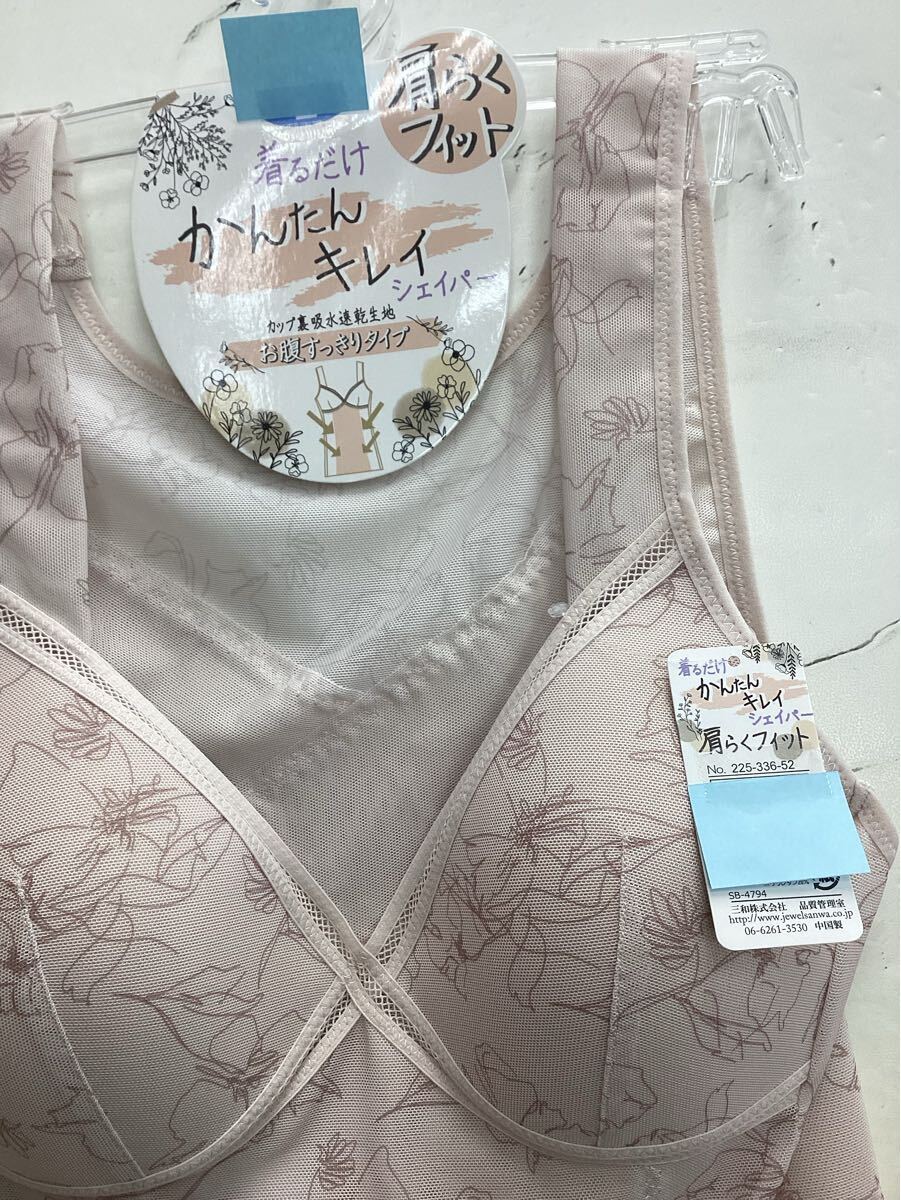 肩らく
フィット
着るだけ
かんたん
キレイ
シェイパー
カップ裏吸水速乾生地
お腹すっきりタイプ
着るだけ
かんたん
キレイ
シェイパー
肩らくフィット
No. 225-336-52
SB-4794
三和株式会社 品質管理室
http://www.jewelsanwa.co.jp
06-6261-3530 中国製